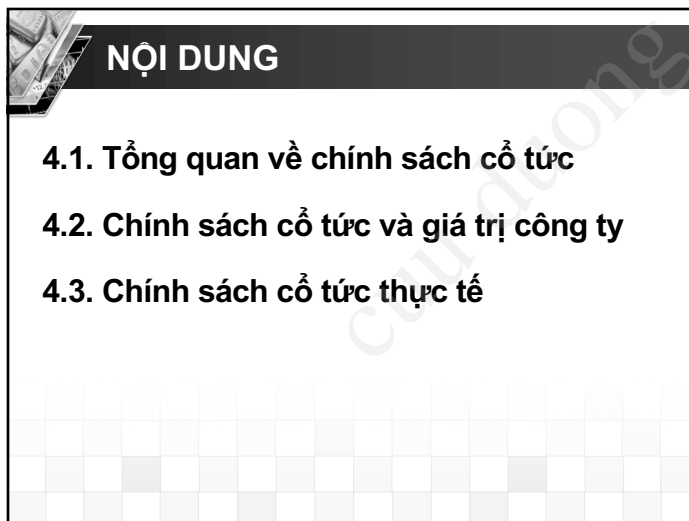 NỘI DUNG
4.1. Tổng quan về chính sách cổ tức
4.2. Chính sách cổ tức và giá trị công ty
4.3. Chính sách cổ tức thực tế
cuu duong